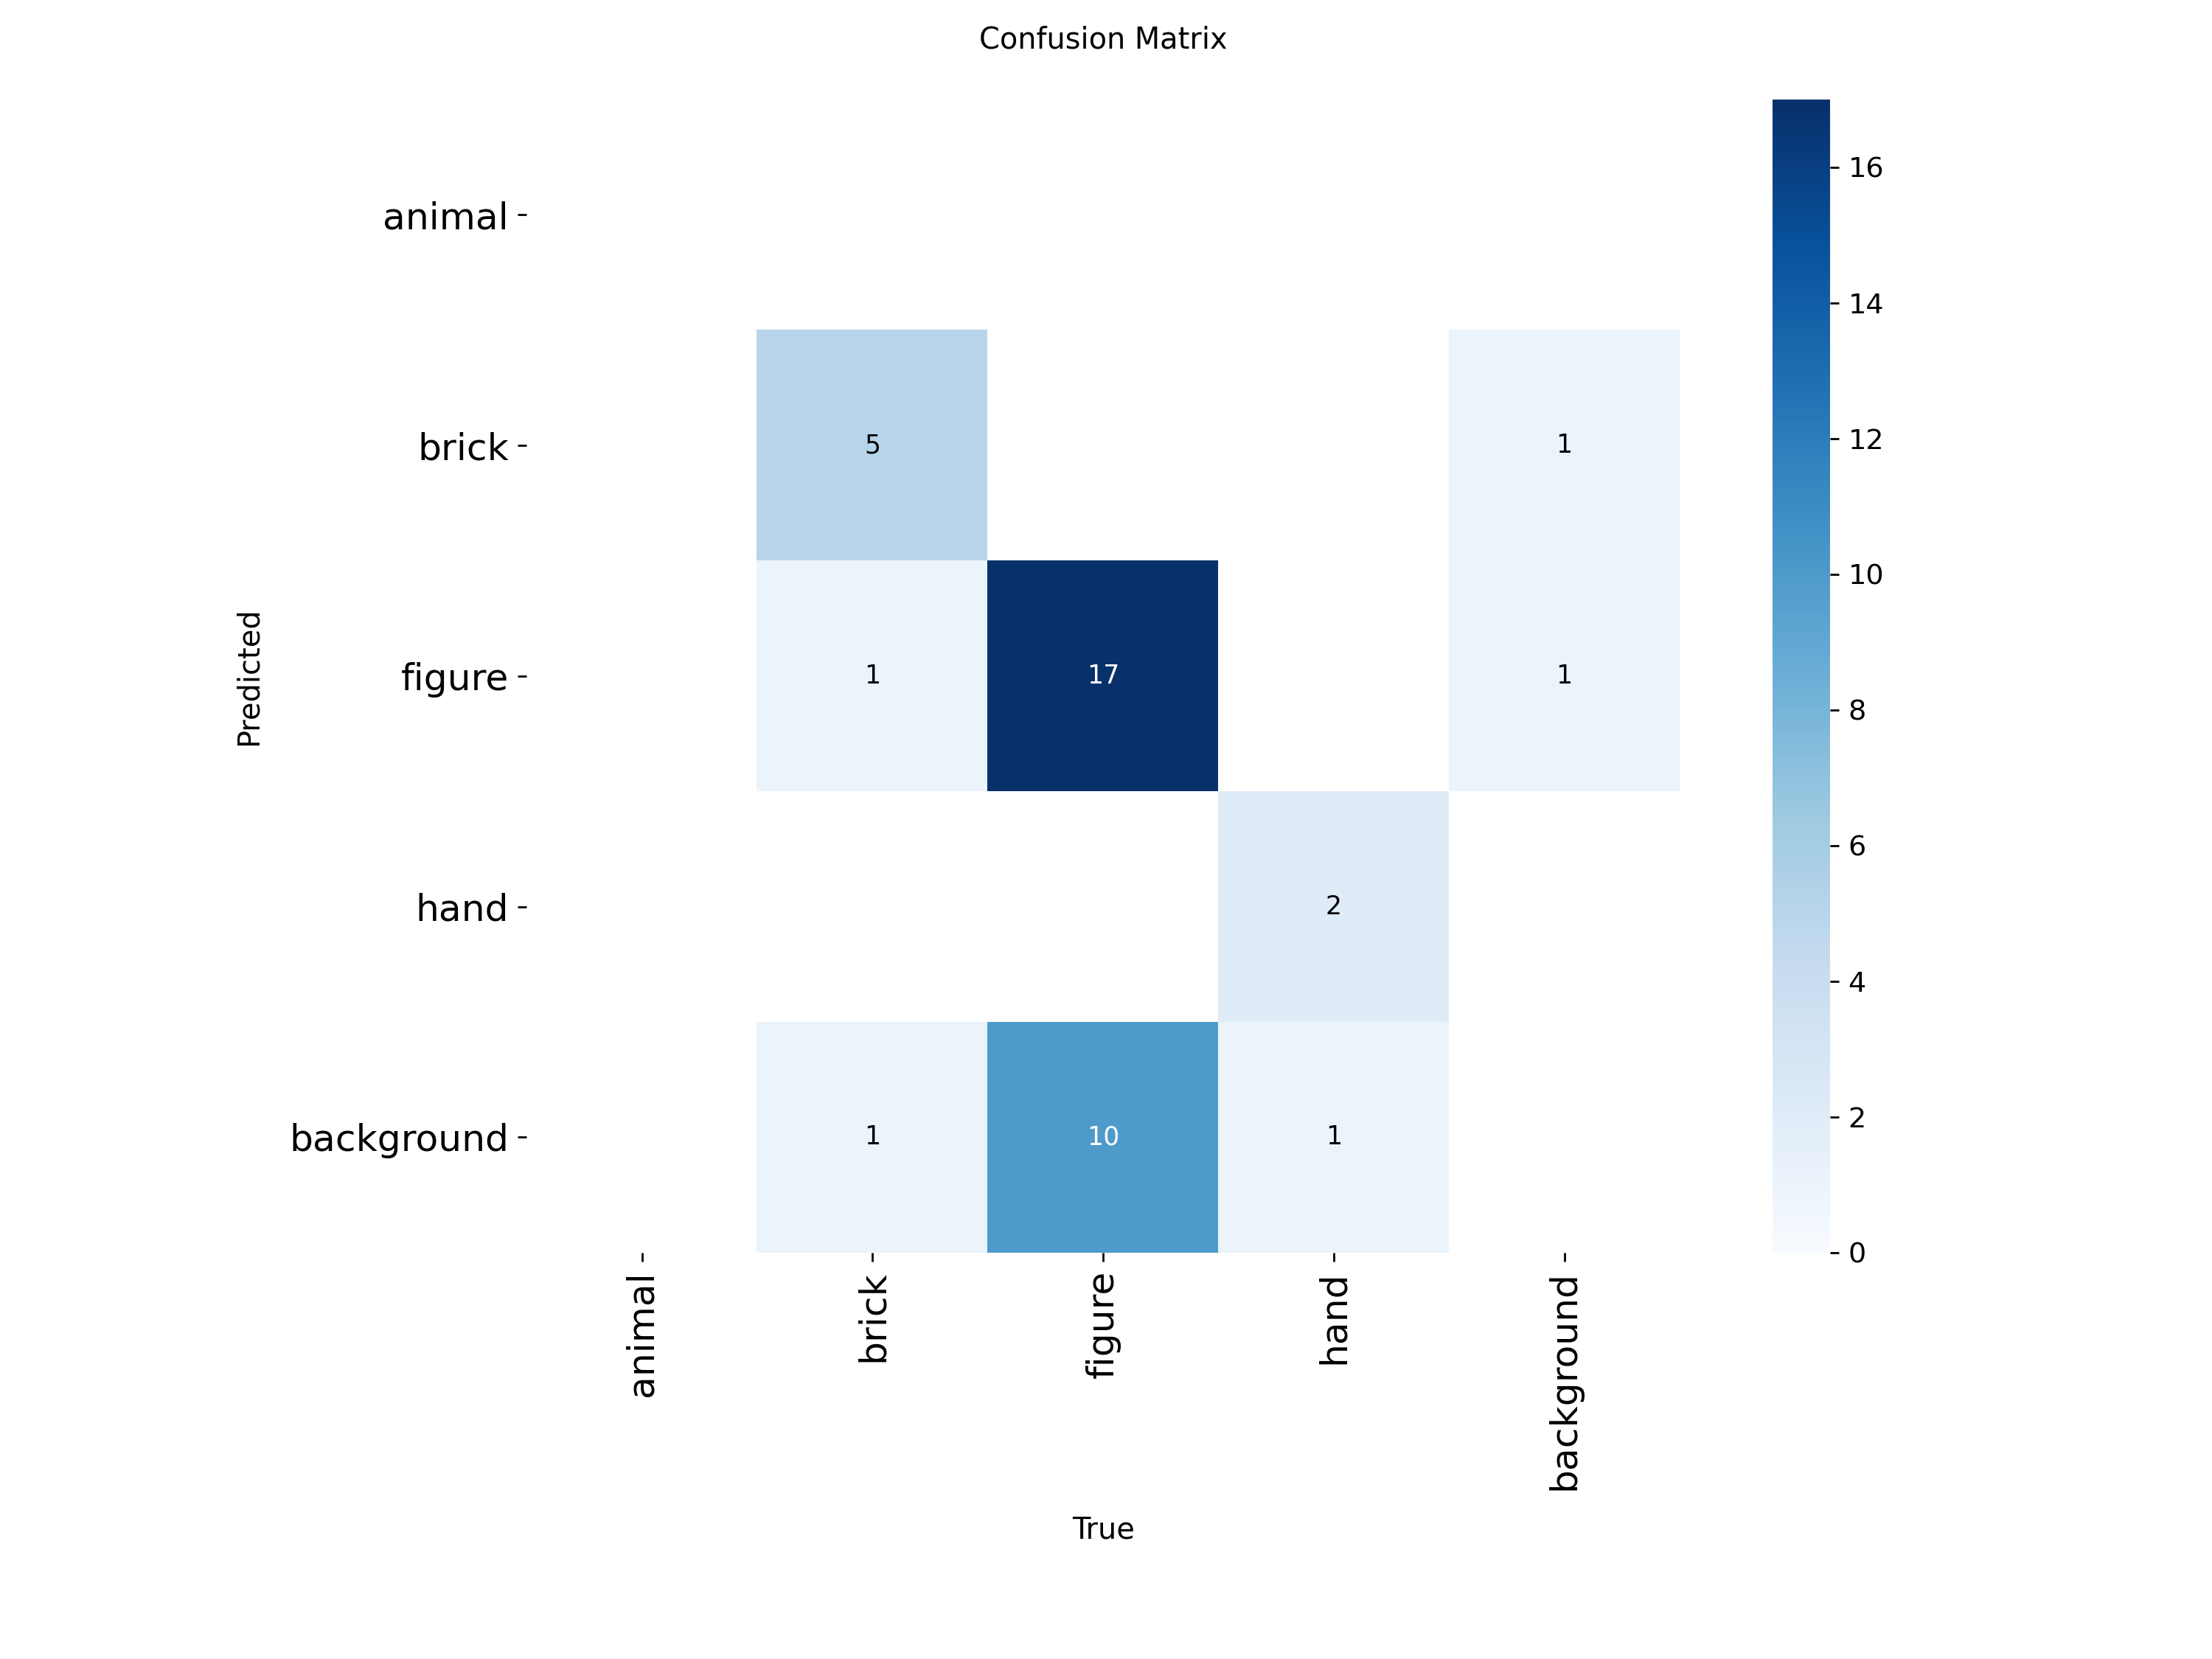 Confusion Matrix
animal
brick
figure
hand
background
Predicted
5
1
1
17
1
2
1
10
1
animal
brick
figure
hand
background
True
16
14
12
10
8
6
4
2
0